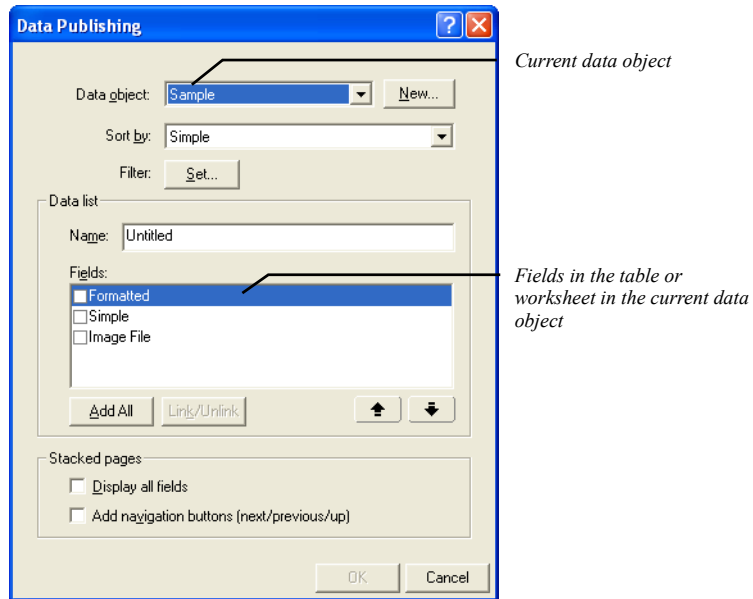 Data Publishing
Current data object
Data object: Sample New...
Sort by: Simple
Filter: Set...
Data list
Name: Untitled
Fields:
Formatted
Simple
Image File
Fields in the table or
worksheet in the current data
object
Add All Link/Unlink
Stacked pages
Display all fields
Add navigation buttons (next/previous/up)
OK Cancel